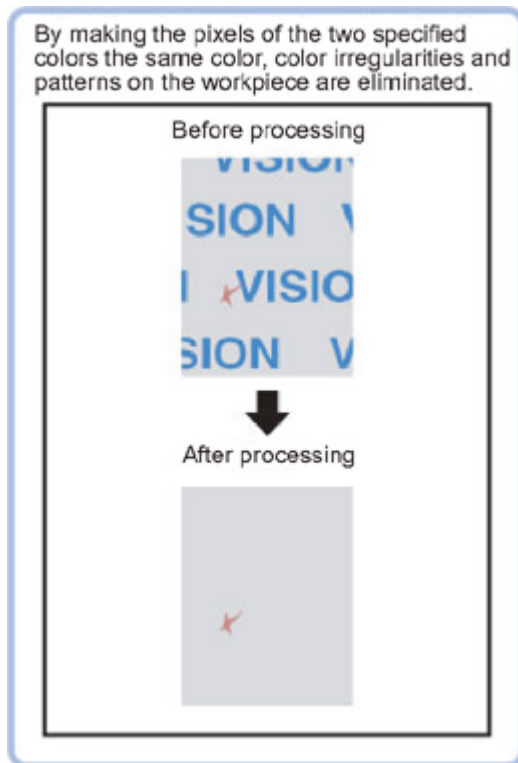 By making the pixels of the two specified
colors the same color, color irregularities and
patterns on the workpiece are eliminated.
Before processing
VISION
SION V
N VISIO
SION V
After processing